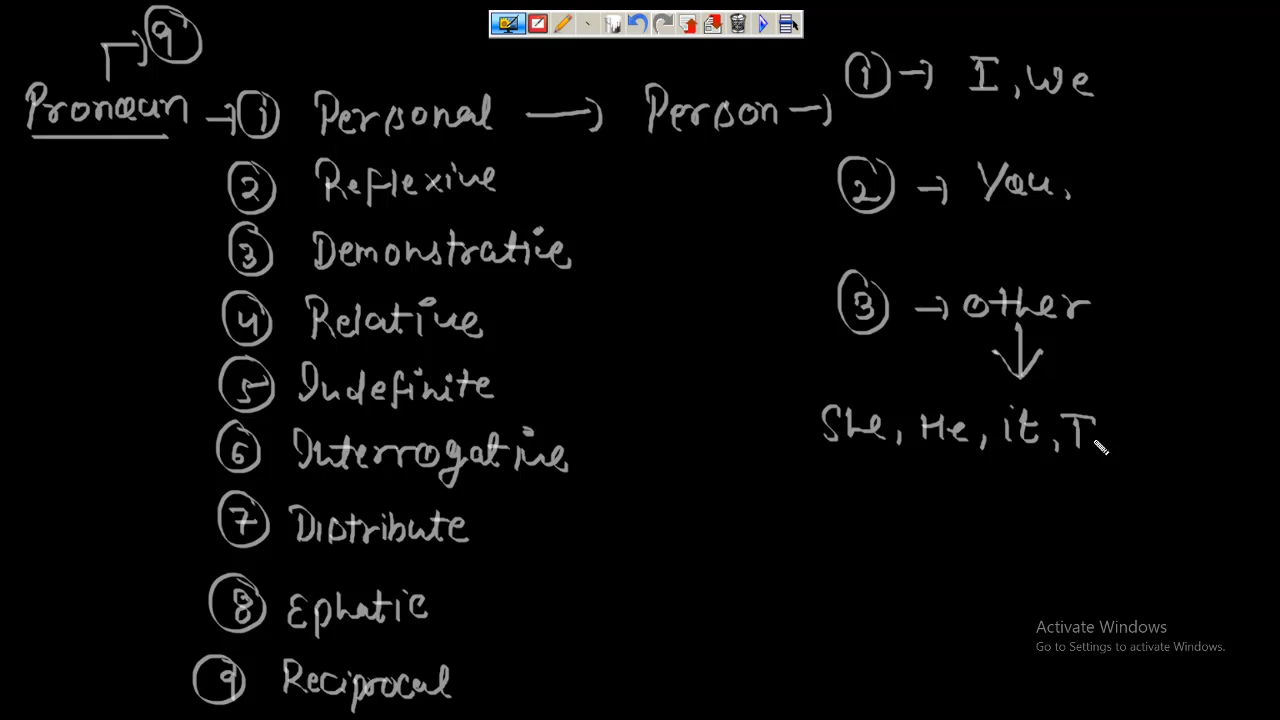 9
Pronoun → ① Personal → Person → ① → I, we
② Reflexive
② → You,
③ Demonstratie
③ → other
④ Relative
⑤ Indefinite
She, He, it, T
⑥ Interrogative
⑦ Distribute
⑧ Ephatic
⑨ Reciprocal
Activate Windows
Go to Settings to activate Windows.